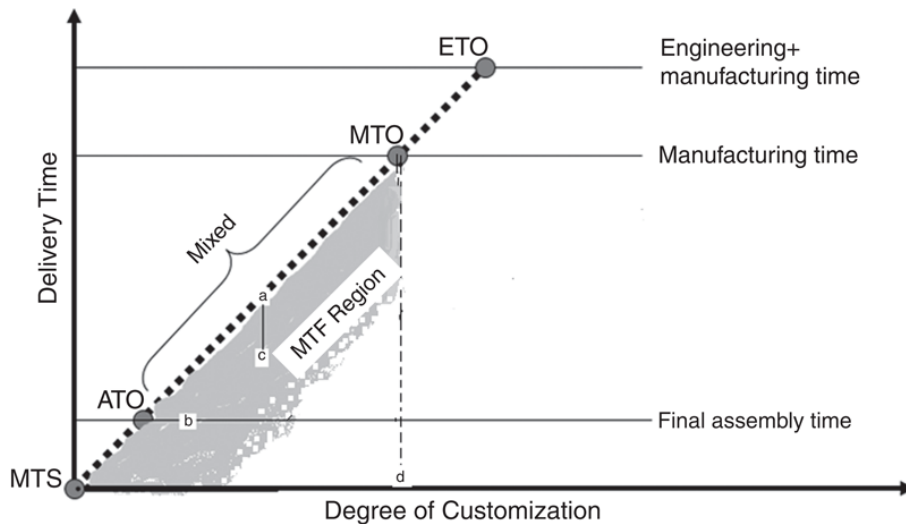 ETO
Engineering+
manufacturing time
MTO
Manufacturing time
Delivery Time
Mixed
a
MTF Region
c
ATO
b
Final assembly time
MTS
d
Degree of Customization